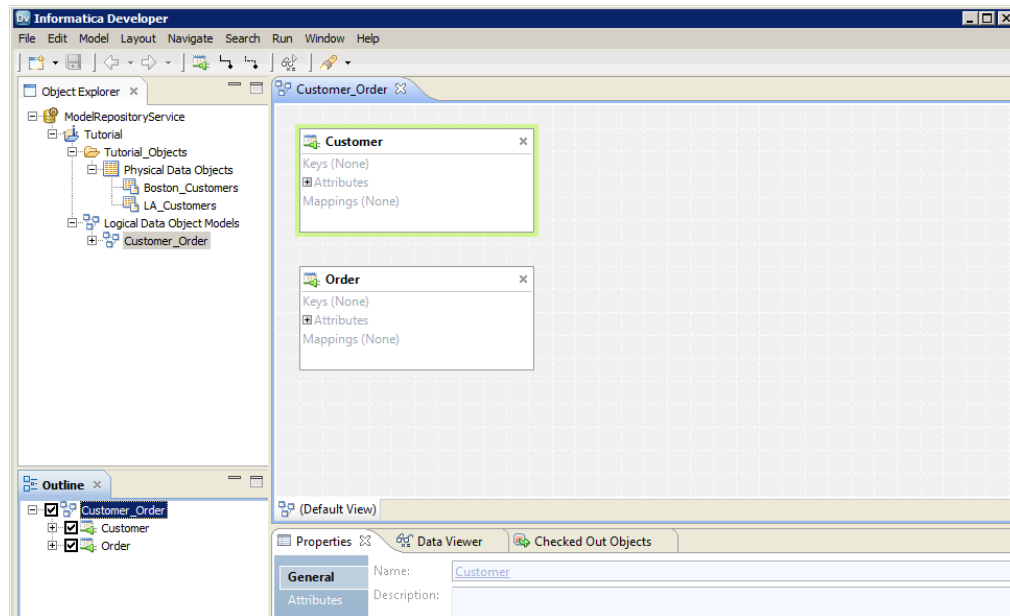 Dv Informatica Developer
File Edit Model Layout Navigate Search Run Window Help
Object Explorer
ModelRepositoryService
Tutorial
Tutorial_Objects
Physical Data Objects
Boston_Customers
LA_Customers
Logical Data Object Models
Customer_Order
Customer_Order
Customer
Keys (None)
Attributes
Mappings (None)
Order
Keys (None)
Attributes
Mappings (None)
(Default View)
Outline
Customer_Order
Customer
Order
Properties Data Viewer Checked Out Objects
General
Attributes
Name: Customer
Description: